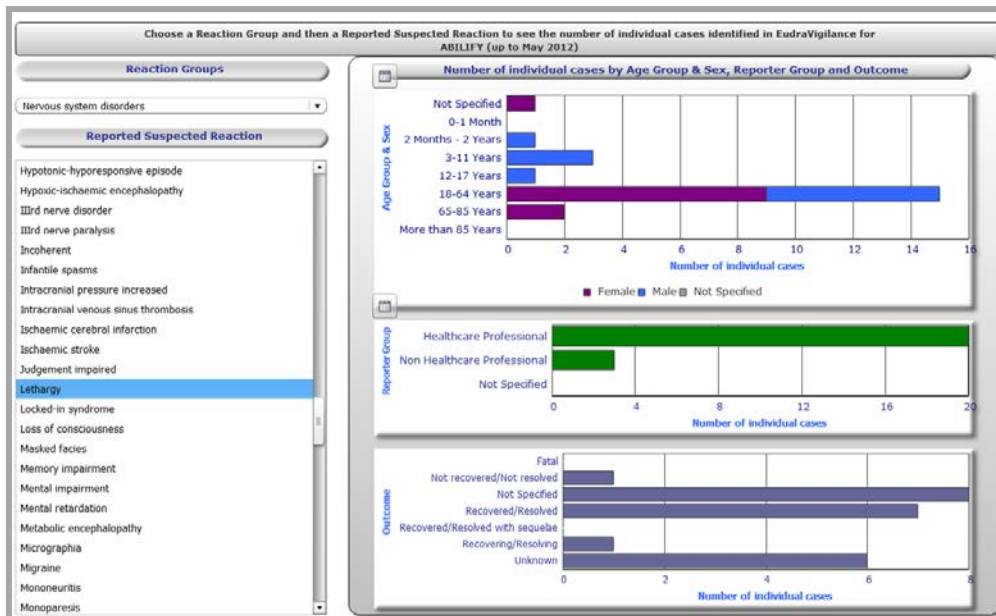 Choose a Reaction Group and then a Reported Suspected Reaction to see the number of individual cases identified in EudraVigilance for
ABILIFY (up to May 2012)
Reaction Groups
Nervous system disorders
Reported Suspected Reaction
Hypotonic-hyporesponsive episode
Hypoxic-ischaemic encephalopathy
IIIrd nerve disorder
IIIrd nerve paralysis
Incoherent
Infantile spasms
Intracranial pressure increased
Intracranial venous sinus thrombosis
Ischaemic cerebral infarction
Ischaemic stroke
Judgement impaired
Lethargy
Locked-in syndrome
Loss of consciousness
Masked facies
Memory impairment
Mental impairment
Mental retardation
Metabolic encephalopathy
Micrographia
Migraine
Mononeuritis
Monoparesis
Number of individual cases by Age Group & Sex, Reporter Group and Outcome
Age Group & Sex
Not Specified
0-1 Month
2 Months - 2 Years
3-11 Years
12-17 Years
18-64 Years
65-85 Years
More than 85 Years
0 2 4 6 8 10 12 14 16
Number of individual cases
Female Male Not Specified
Reporter Group
Healthcare Professional
Non Healthcare Professional
Not Specified
0 4 8 12 16 20
Number of individual cases
Outcome
Fatal
Not recovered/Not resolved
Not Specified
Recovered/Resolved
Recovered/Resolved with sequelae
Recovering/Resolving
Unknown
0 2 4 6 8
Number of individual cases